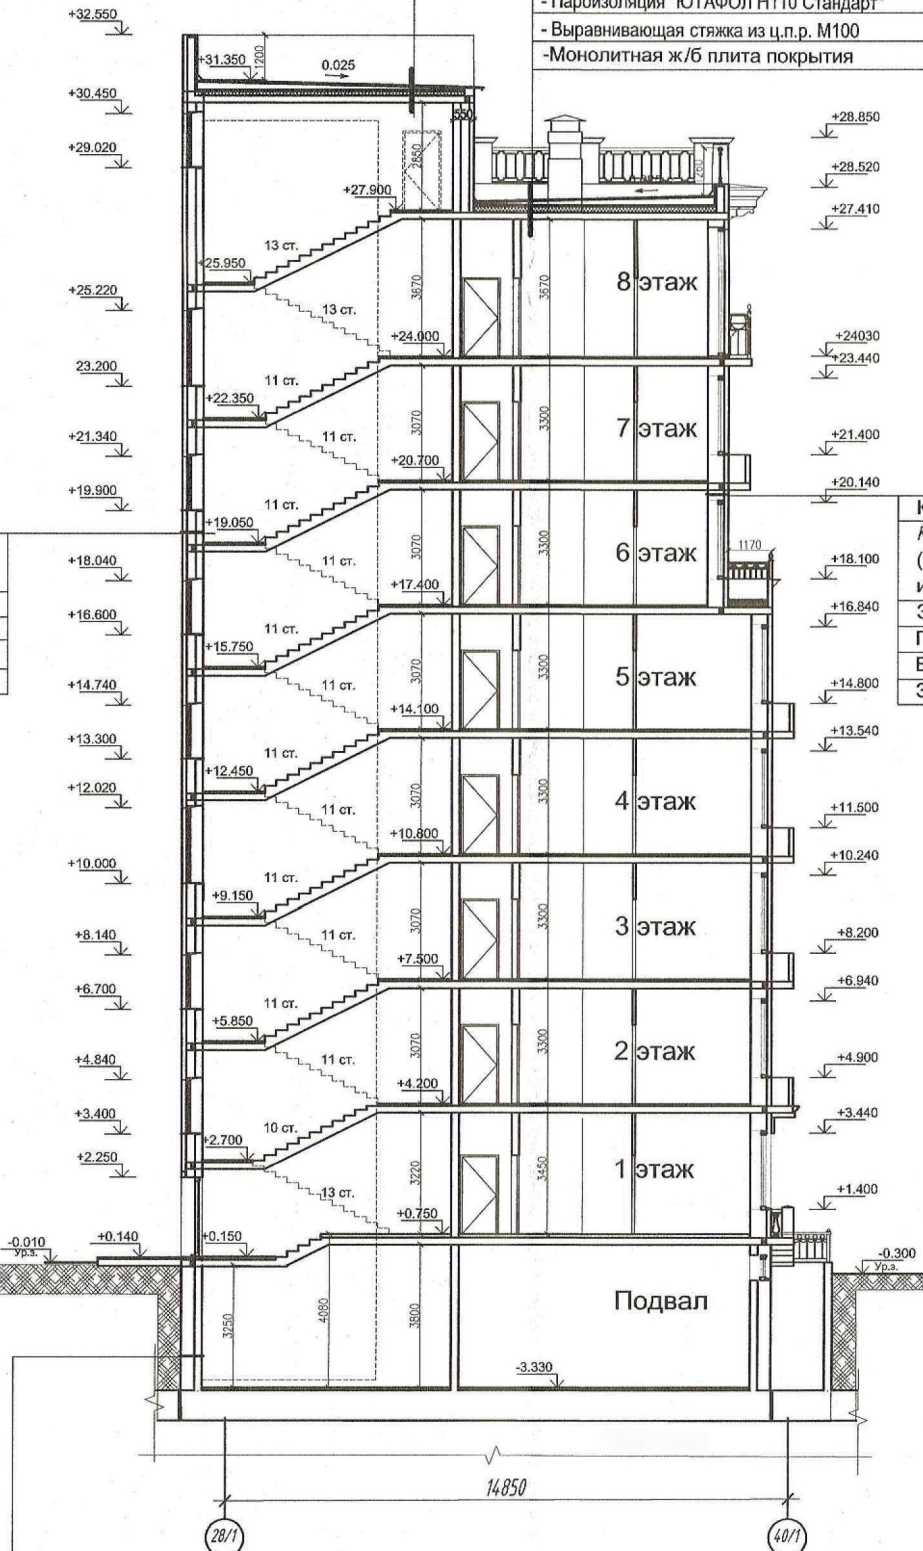 - Пароизоляция "ЮТАФОЛ Н110 Стандарт"
- Выравнивающая стяжка из ц.п.р. М100
-Монолитная ж/б плита покрытия
+32.550
+31.350
1200
0.025
+30.450
550
+28.850
+29.020
2850
260
+28.520
+27.900
+27.410
13 ст.
+25.950
8 этаж
3670
3670
+25.220
13 ст.
+24.000
+24030
+23.440
23.200
11 ст.
+22.350
7 этаж
3070
3300
+21.340
11 ст.
+21.400
+20.700
+20.140
+19.900
11 ст.
+19.050
6 этаж
3070
3300
1170
+18.040
11 ст.
+18.100
+17.400
+16.840
+16.600
11 ст.
+15.750
5 этаж
3070
3300
+14.740
11 ст.
+14.800
+14.100
+13.540
+13.300
11 ст.
+12.450
4 этаж
3070
3300
+12.020
11 ст.
+11.500
+10.800
+10.240
+10.000
11 ст.
+9.150
3 этаж
3070
3300
+8.140
11 ст.
+8.200
+7.500
+6.940
+6.700
11 ст.
+5.850
2 этаж
3070
3300
+4.840
11 ст.
+4.900
+4.200
+3.400
10 ст.
+3.440
+2.700
1 этаж
3220
3450
+2.250
13 ст.
+1.400
+0.750
-0.010
Ур.з.
+0.140
+0.150
-0.300
Ур.з.
Подвал
3250
4080
3800
-3.330
14850
28/1
40/1